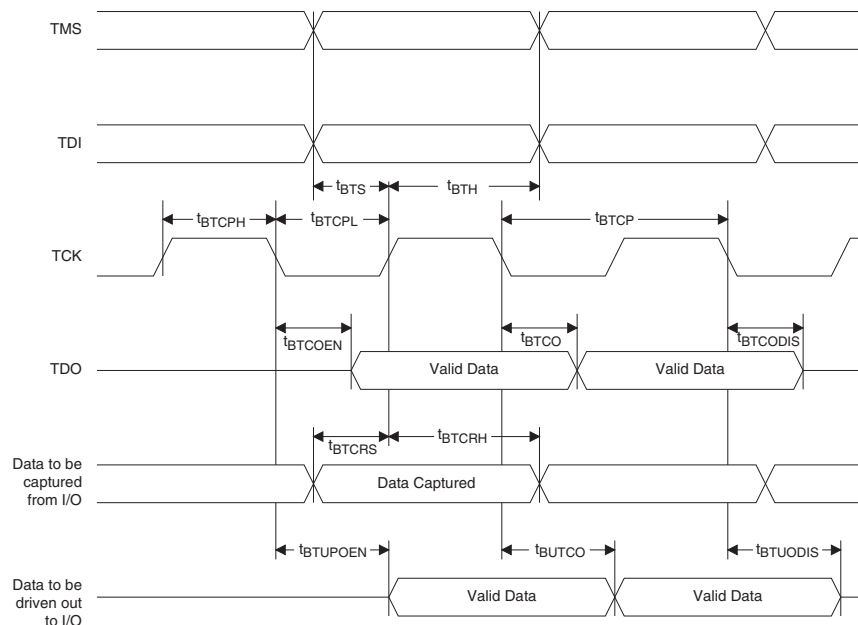 TMS
TDI
tBTS
tBTH
tBTCPH
tBTCPL
tBTCP
TCK
tBTCOEN
tBTCO
tBTCODIS
TDO
Valid Data
Valid Data
tBTCRS
tBTCRH
Data to be
captured
from I/O
Data Captured
tBTUPOEN
tBUTCO
tBTUODIS
Data to be
driven out
to I/O
Valid Data
Valid Data